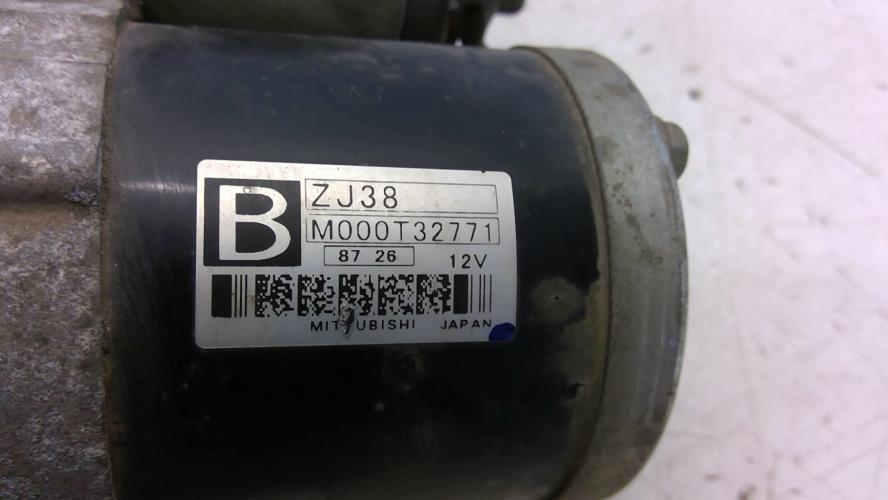 B
ZJ38
M000T32771
87 26 12V
MITSUBISHI JAPAN